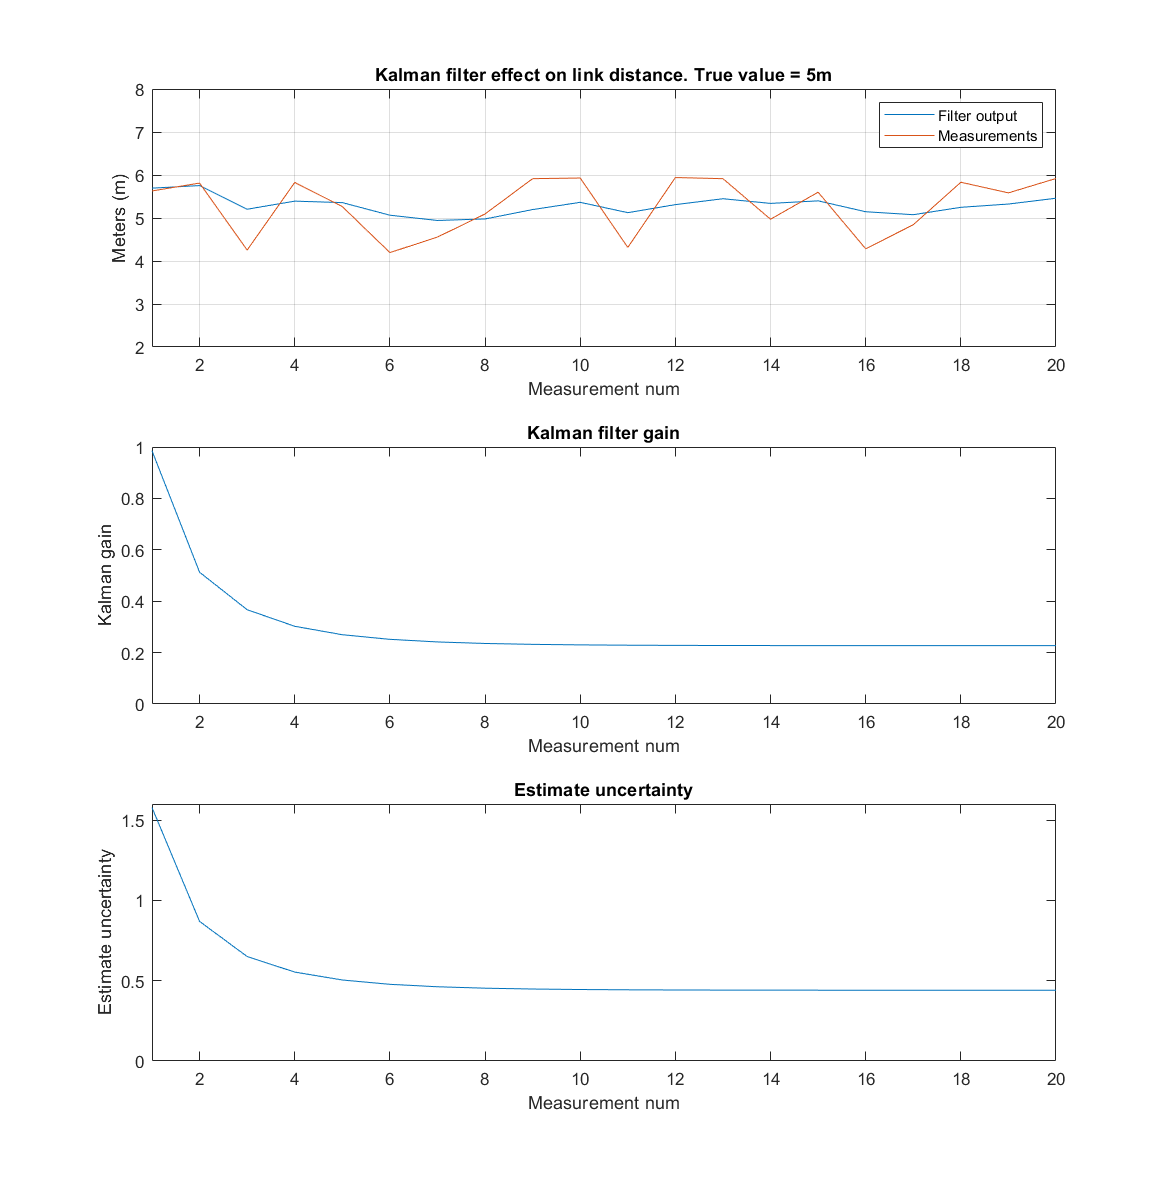 Kalman filter effect on link distance. True value = 5m
8
7
6
5
4
3
2
Meters (m)
Filter output
Measurements
2 4 6 8 10 12 14 16 18 20
Measurement num
Kalman filter gain
1
0.8
0.6
0.4
0.2
0
Kalman gain
2 4 6 8 10 12 14 16 18 20
Measurement num
Estimate uncertainty
1.5
1
0.5
0
Estimate uncertainty
2 4 6 8 10 12 14 16 18 20
Measurement num